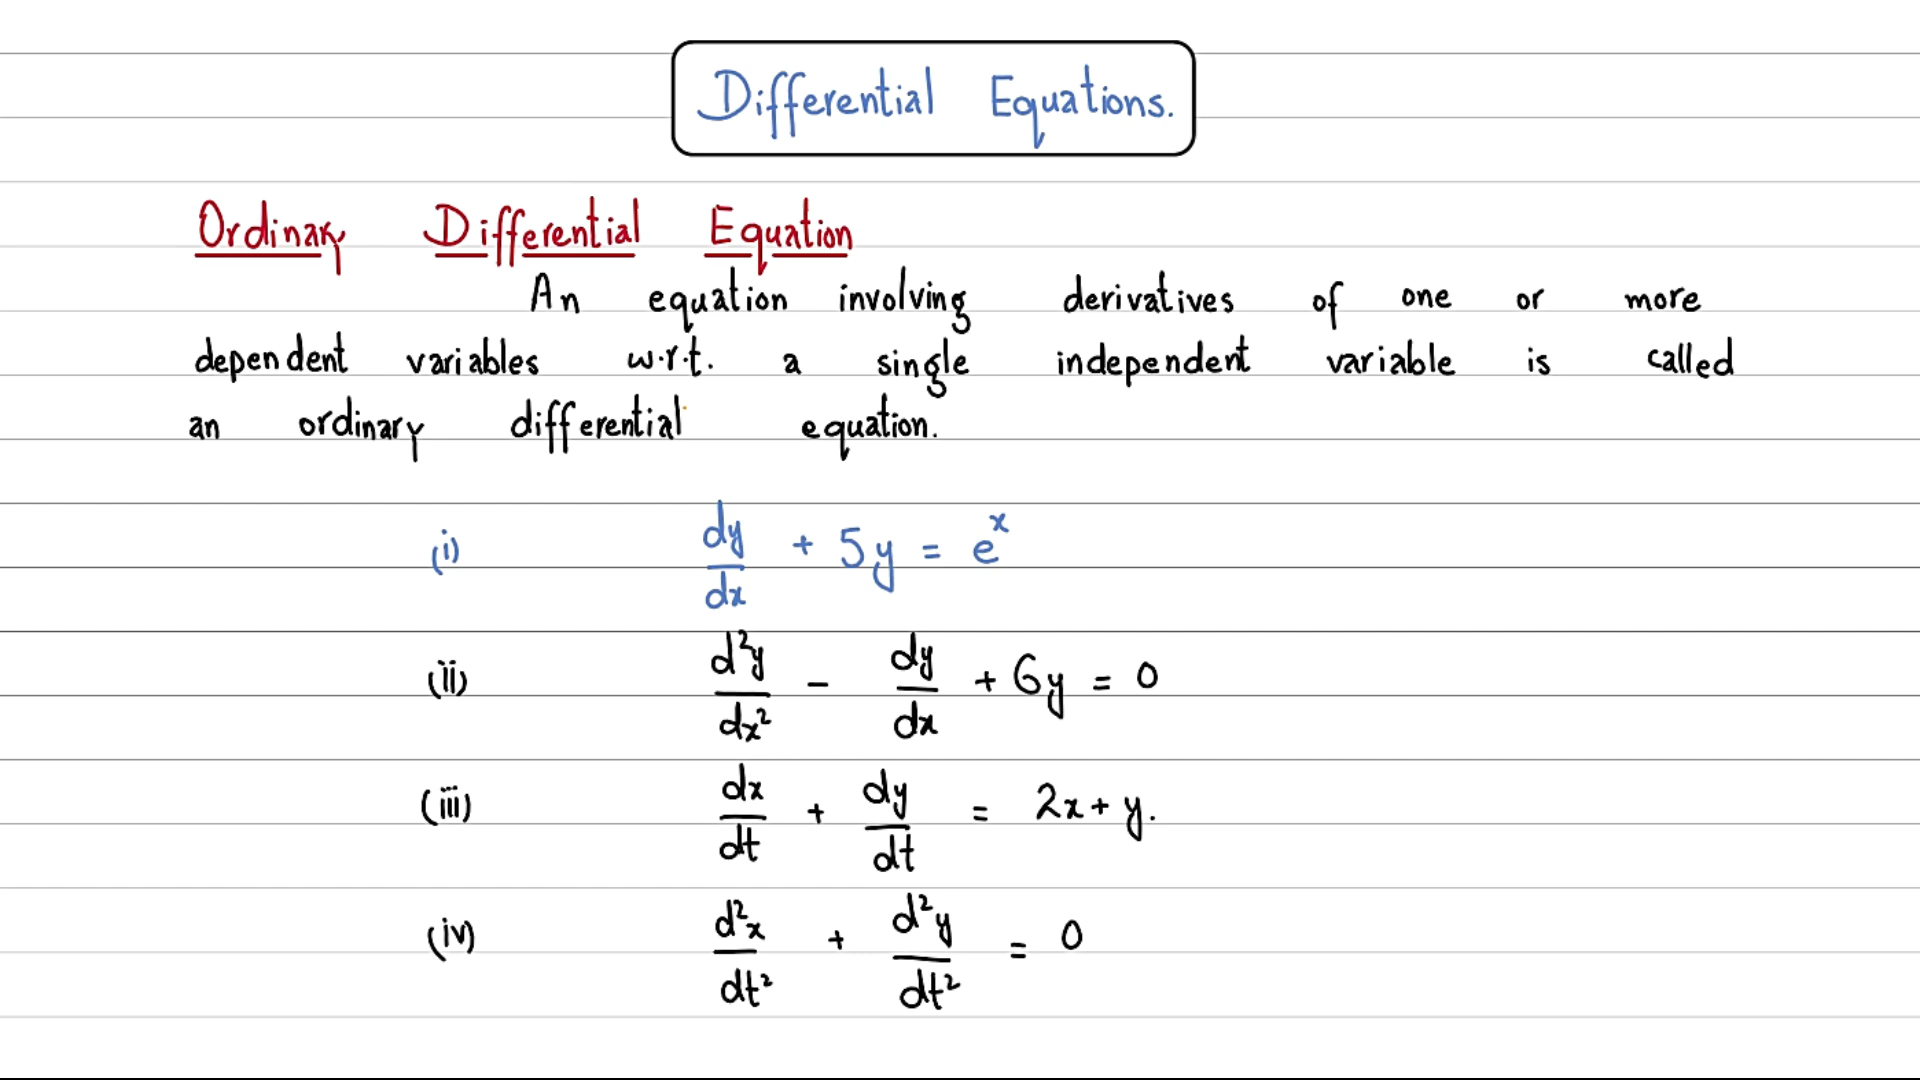 Differential Equations.
Ordinary Differential Equation
An equation involving derivatives of one or more
dependent variables w.r.t. a single independent variable is called
an ordinary differential equation.
(i) dy/dx + 5y = eˣ
(ii) d²y/dx² - dy/dx + 6y = 0
(iii) dx/dt + dy/dt = 2x + y.
(iv) d²x/dt² + d²y/dt² = 0